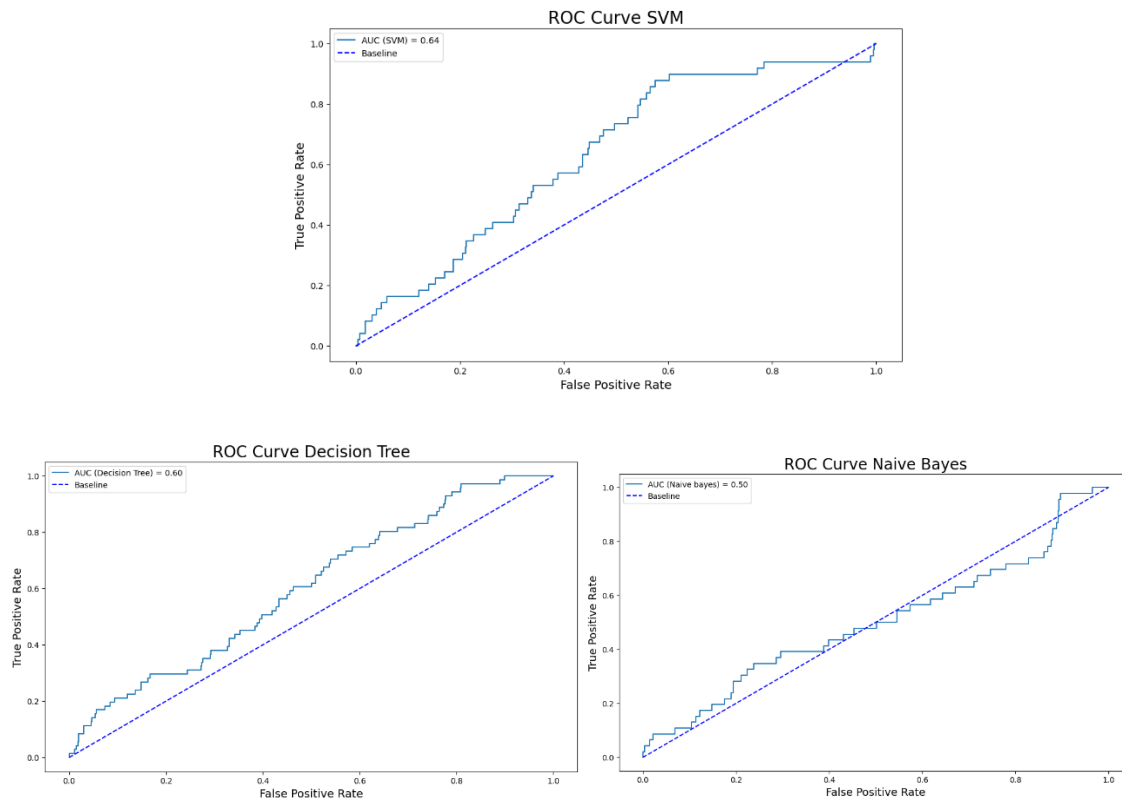 ROC Curve SVM
AUC (SVM) = 0.64
Baseline
1.0
0.8
0.6
0.4
0.2
0.0
True Positive Rate
0.0 0.2 0.4 0.6 0.8 1.0
False Positive Rate
ROC Curve Decision Tree
AUC (Decision Tree) = 0.60
Baseline
1.0
0.8
0.6
0.4
0.2
0.0
True Positive Rate
0.0 0.2 0.4 0.6 0.8 1.0
False Positive Rate
ROC Curve Naive Bayes
AUC (Naive bayes) = 0.50
Baseline
1.0
0.8
0.6
0.4
0.2
0.0
True Positive Rate
0.0 0.2 0.4 0.6 0.8 1.0
False Positive Rate